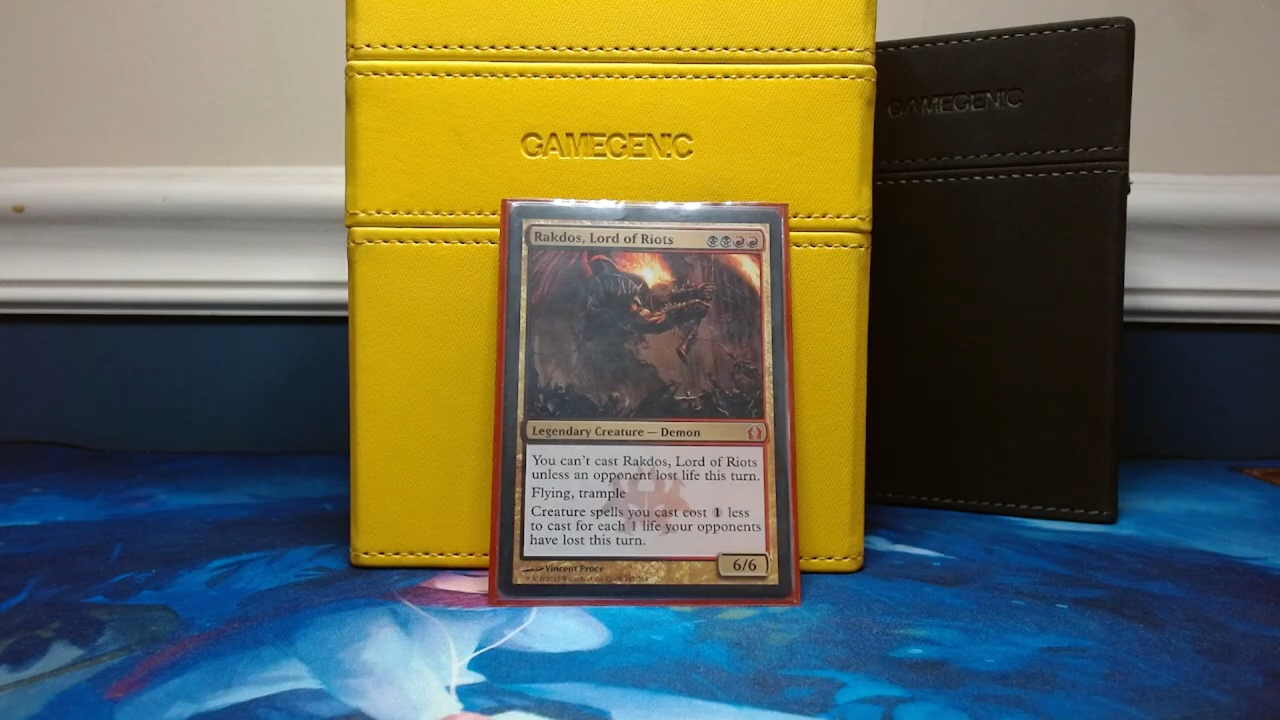 GAMEGENIC
GAMEGENIC
Rakdos, Lord of Riots
Legendary Creature — Demon
You can't cast Rakdos, Lord of Riots
unless an opponent lost life this turn.
Flying, trample
Creature spells you cast cost 1 less
to cast for each 1 life your opponents
have lost this turn.
6/6
Vincent Proce